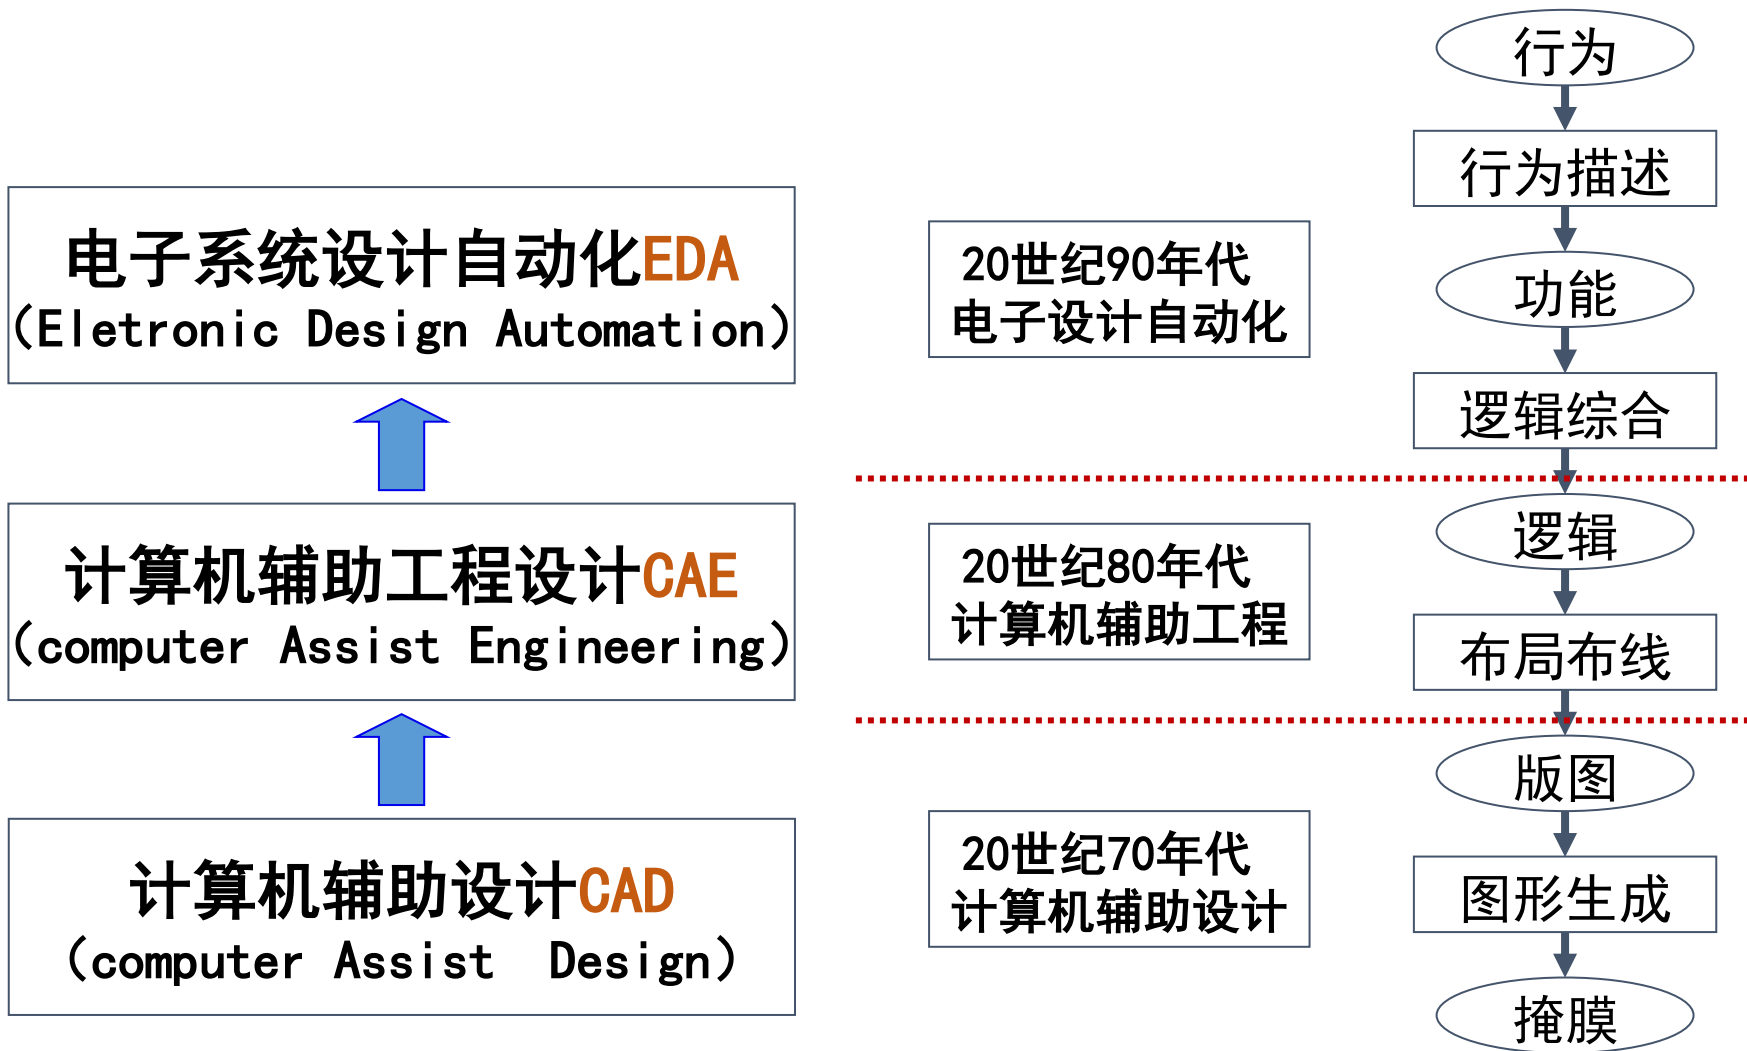 电子系统设计自动化EDA
(Eletronic Design Automation)
计算机辅助工程设计CAE
(computer Assist Engineering)
计算机辅助设计CAD
(computer Assist  Design)
20世纪90年代
电子设计自动化
20世纪80年代
计算机辅助工程
20世纪70年代
计算机辅助设计
行为
行为描述
功能
逻辑综合
逻辑
布局布线
版图
图形生成
掩膜